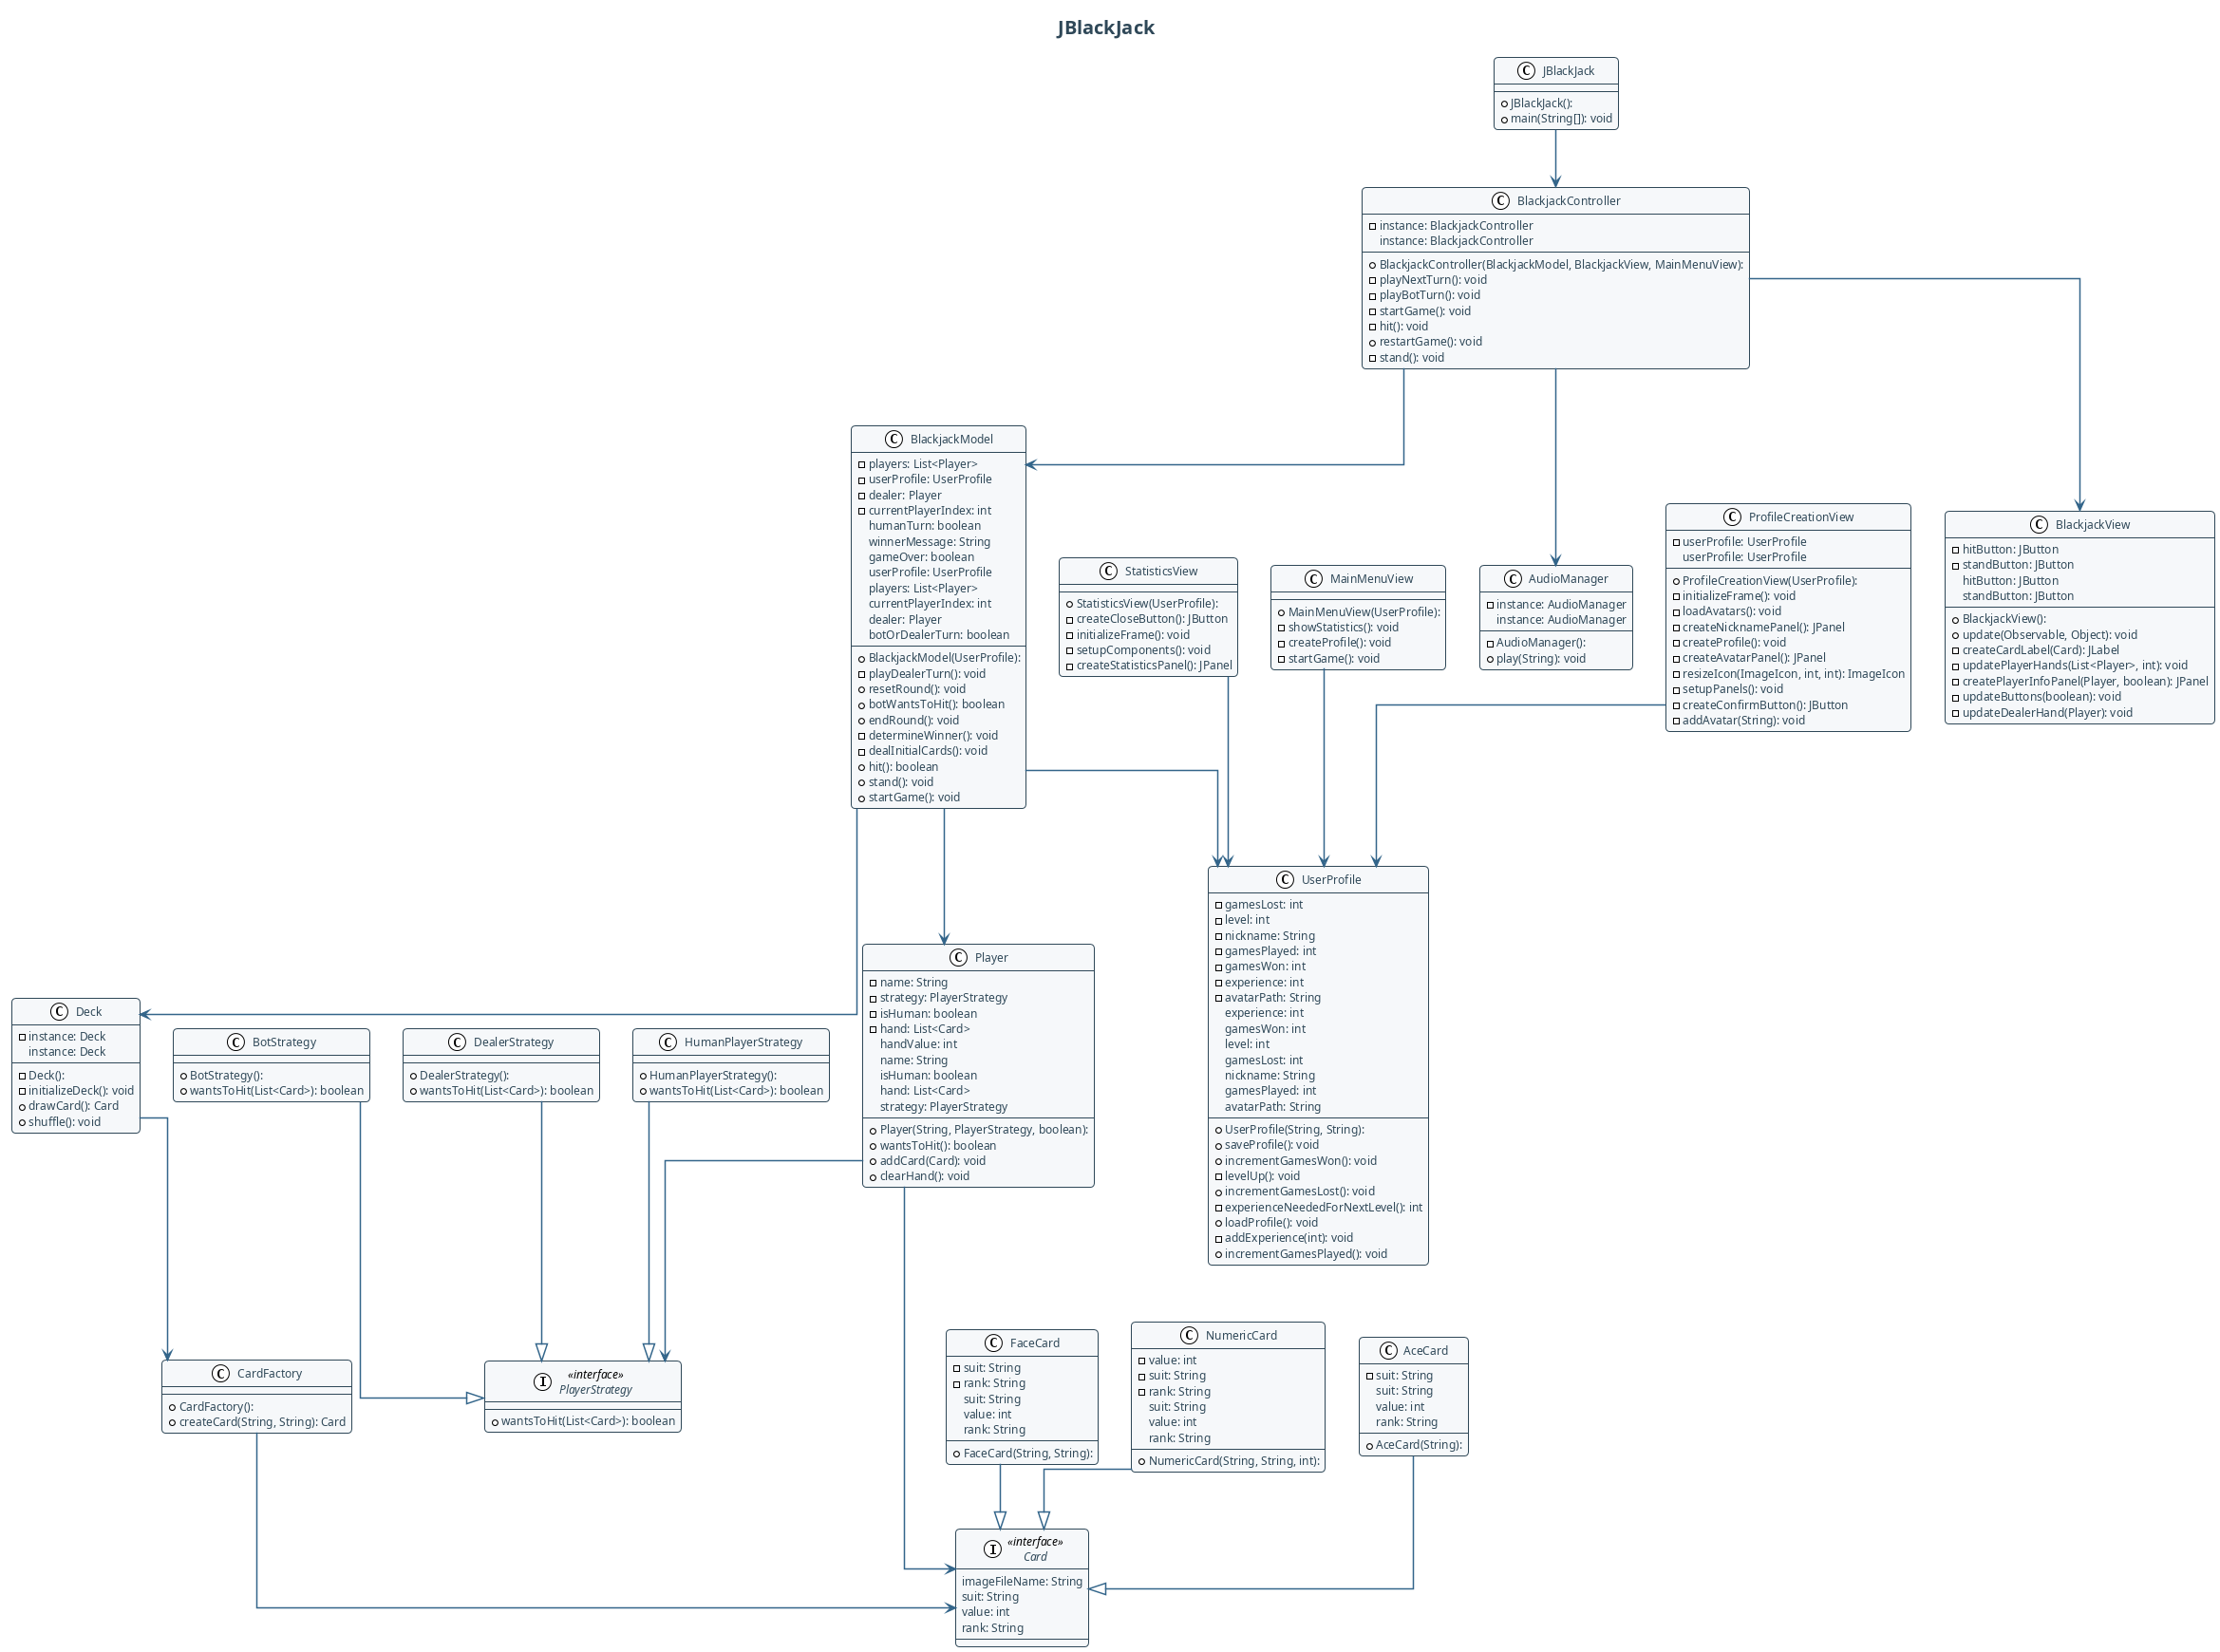 JBlackJack
C JBlackJack
JBlackJack():
main(String[]): void
C BlackjackController
instance: BlackjackController
instance: BlackjackController
BlackjackController(BlackjackModel, BlackjackView, MainMenuView):
playNextTurn(): void
playBotTurn(): void
startGame(): void
hit(): void
restartGame(): void
stand(): void
C BlackjackModel
players: List<Player>
userProfile: UserProfile
dealer: Player
currentPlayerIndex: int
humanTurn: boolean
winnerMessage: String
gameOver: boolean
userProfile: UserProfile
players: List<Player>
currentPlayerIndex: int
dealer: Player
botOrDealerTurn: boolean
BlackjackModel(UserProfile):
playDealerTurn(): void
resetRound(): void
botWantsToHit(): boolean
endRound(): void
determineWinner(): void
dealInitialCards(): void
hit(): boolean
stand(): void
startGame(): void
C StatisticsView
StatisticsView(UserProfile):
createCloseButton(): JButton
initializeFrame(): void
setupComponents(): void
createStatisticsPanel(): JPanel
C MainMenuView
MainMenuView(UserProfile):
showStatistics(): void
createProfile(): void
startGame(): void
C AudioManager
instance: AudioManager
instance: AudioManager
AudioManager():
play(String): void
C ProfileCreationView
userProfile: UserProfile
userProfile: UserProfile
ProfileCreationView(UserProfile):
initializeFrame(): void
loadAvatars(): void
createNicknamePanel(): JPanel
createProfile(): void
createAvatarPanel(): JPanel
resizeIcon(ImageIcon, int, int): ImageIcon
setupPanels(): void
createConfirmButton(): JButton
addAvatar(String): void
C BlackjackView
hitButton: JButton
standButton: JButton
hitButton: JButton
standButton: JButton
BlackjackView():
update(Observable, Object): void
createCardLabel(Card): JLabel
updatePlayerHands(List<Player>, int): void
createPlayerInfoPanel(Player, boolean): JPanel
updateButtons(boolean): void
updateDealerHand(Player): void
C UserProfile
gamesLost: int
level: int
nickname: String
gamesPlayed: int
gamesWon: int
experience: int
avatarPath: String
experience: int
gamesWon: int
level: int
gamesLost: int
nickname: String
gamesPlayed: int
avatarPath: String
UserProfile(String, String):
saveProfile(): void
incrementGamesWon(): void
levelUp(): void
incrementGamesLost(): void
experienceNeededForNextLevel(): int
loadProfile(): void
addExperience(int): void
incrementGamesPlayed(): void
C Player
name: String
strategy: PlayerStrategy
isHuman: boolean
hand: List<Card>
handValue: int
name: String
isHuman: boolean
hand: List<Card>
strategy: PlayerStrategy
Player(String, PlayerStrategy, boolean):
wantsToHit(): boolean
addCard(Card): void
clearHand(): void
C Deck
instance: Deck
instance: Deck
Deck():
initializeDeck(): void
drawCard(): Card
shuffle(): void
C BotStrategy
BotStrategy():
wantsToHit(List<Card>): boolean
C DealerStrategy
DealerStrategy():
wantsToHit(List<Card>): boolean
C HumanPlayerStrategy
HumanPlayerStrategy():
wantsToHit(List<Card>): boolean
C CardFactory
CardFactory():
createCard(String, String): Card
I «interface»
PlayerStrategy
wantsToHit(List<Card>): boolean
C FaceCard
suit: String
rank: String
suit: String
value: int
rank: String
FaceCard(String, String):
C NumericCard
value: int
suit: String
rank: String
suit: String
value: int
rank: String
NumericCard(String, String, int):
C AceCard
suit: String
suit: String
value: int
rank: String
AceCard(String):
I «interface»
Card
imageFileName: String
suit: String
value: int
rank: String